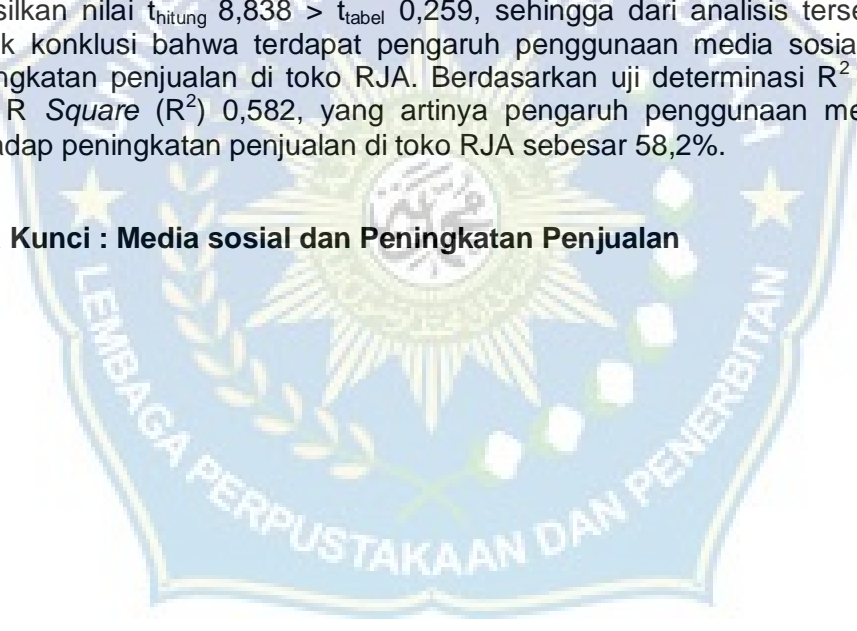 silkan nilai thitung 8,838 > ttabel 0,259, sehingga dari analisis terse
k konklusi bahwa terdapat pengaruh penggunaan media sosia
ngkatan penjualan di toko RJA. Berdasarkan uji determinasi R2
R Square (R2) 0,582, yang artinya pengaruh penggunaan me
adap peningkatan penjualan di toko RJA sebesar 58,2%.
Kunci : Media sosial dan Peningkatan Penjualan
LEMBAGA PERPUSTAKAAN DAN PENERBITAN